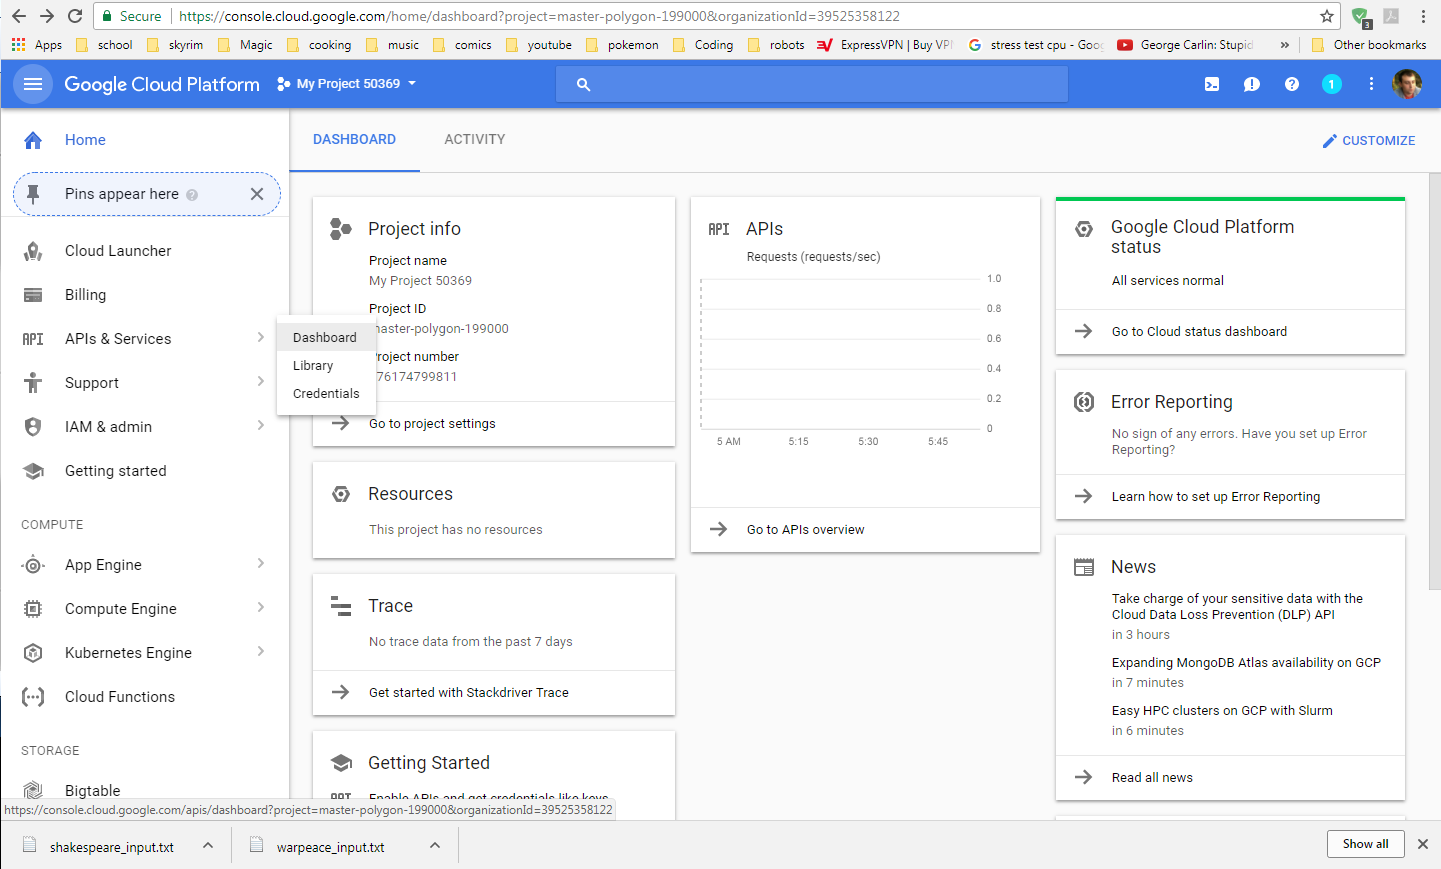 Secure
https://console.cloud.google.com/home/dashboard?project=master-polygon-199000&organizationId=39525358122
3
Apps school skyrim Magic cooking music comics youtube pokemon Coding robots ExpressVPN | Buy VP stress test cpu - Goo George Carlin: Stupid » Other bookmarks
Google Cloud Platform My Project 50369
1
Home
Pins appear here ?
Cloud Launcher
Billing
API APIs & Services
Support
IAM & admin
Getting started
COMPUTE
App Engine
Compute Engine
Kubernetes Engine
Cloud Functions
STORAGE
Bigtable
Dashboard
Library
Credentials
DASHBOARD ACTIVITY
CUSTOMIZE
Project info
Project name
My Project 50369
Project ID
master-polygon-199000
Project number
76174799811
Go to project settings
Resources
This project has no resources
Trace
No trace data from the past 7 days
Get started with Stackdriver Trace
Getting Started
API Enable APIs and get credentials like keys
API APIs
Requests (requests/sec)
1.0
0.8
0.6
0.4
0.2
0
5 AM 5:15 5:30 5:45
Go to APIs overview
Google Cloud Platform
status
All services normal
Go to Cloud status dashboard
Error Reporting
No sign of any errors. Have you set up Error
Reporting?
Learn how to set up Error Reporting
News
Take charge of your sensitive data with the
Cloud Data Loss Prevention (DLP) API
in 3 hours
Expanding MongoDB Atlas availability on GCP
in 7 minutes
Easy HPC clusters on GCP with Slurm
in 6 minutes
Read all news
https://console.cloud.google.com/apis/dashboard?project=master-polygon-199000&organizationId=39525358122
shakespeare_input.txt warpeace_input.txt Show all